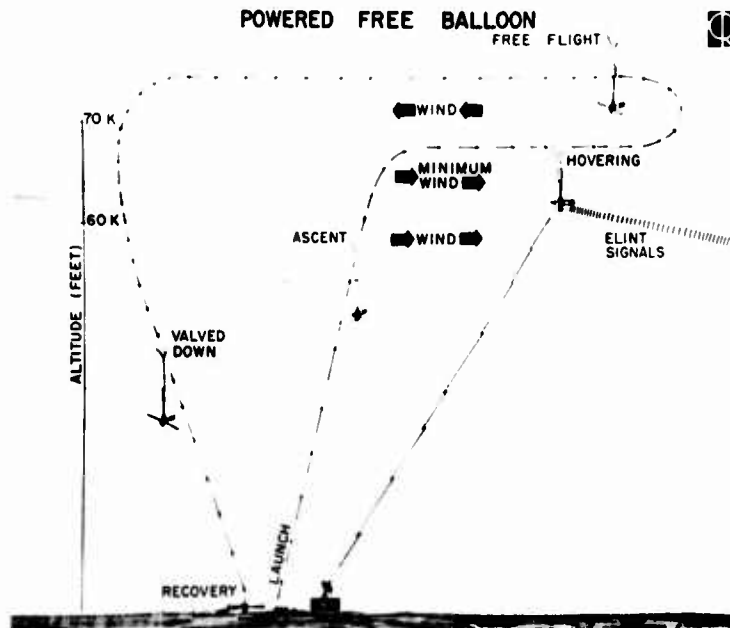 POWERED FREE BALLOON
FREE FLIGHT
70 K
WIND
HOVERING
MINIMUM
WIND
60 K
ASCENT
WIND
ELINT
SIGNALS
ALTITUDE (FEET)
VALVED
DOWN
LAUNCH
RECOVERY